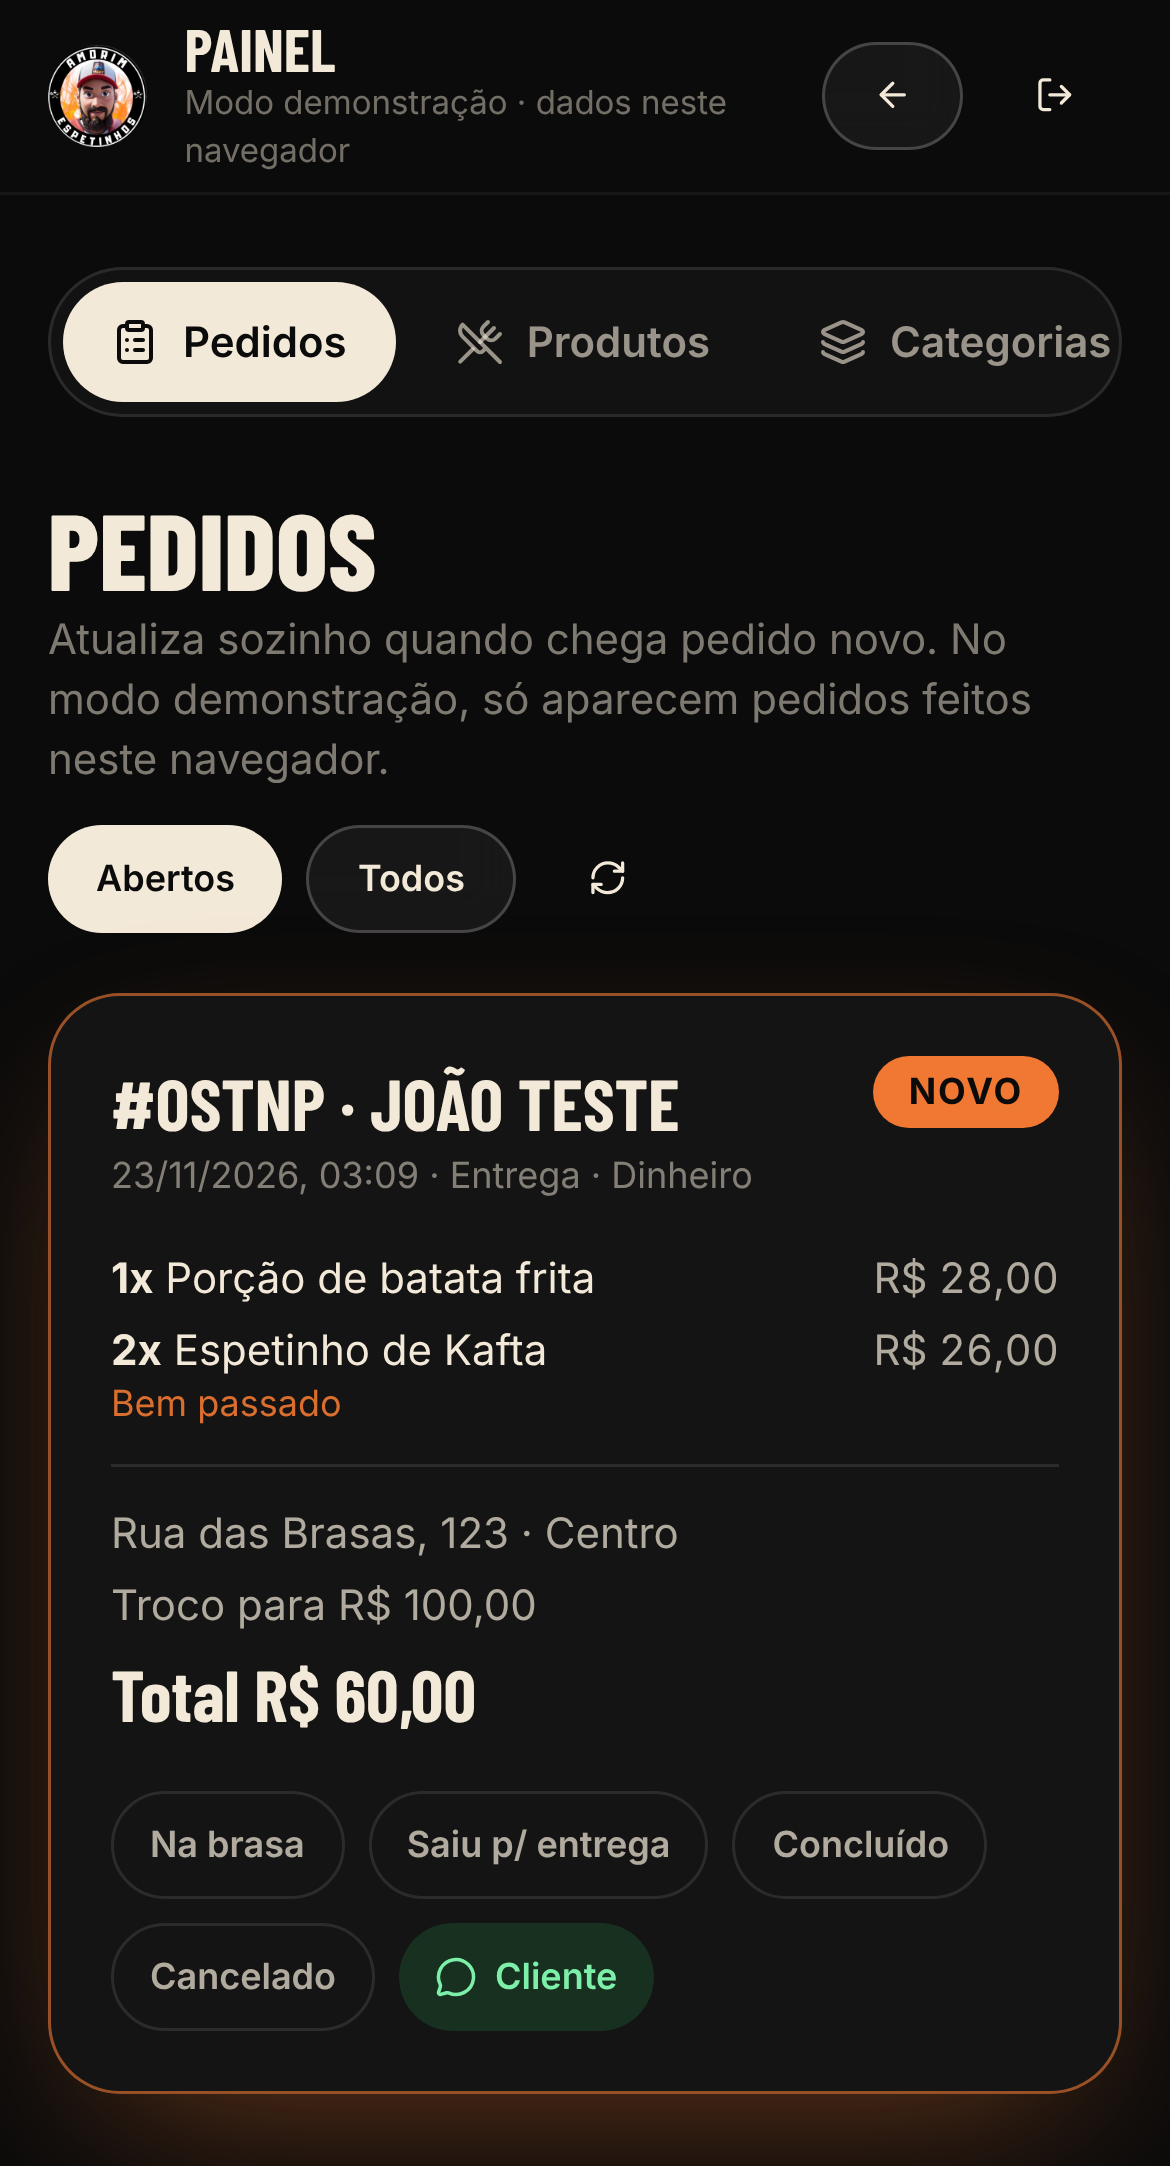 AMORIM
ESPETINHOS
PAINEL
Modo demonstração · dados neste
navegador
Pedidos
Produtos
Categorias
PEDIDOS
Atualiza sozinho quando chega pedido novo. No
modo demonstração, só aparecem pedidos feitos
neste navegador.
Abertos
Todos
#0STNP · JOÃO TESTE
NOVO
23/11/2026, 03:09 · Entrega · Dinheiro
1x Porção de batata frita R$ 28,00
2x Espetinho de Kafta R$ 26,00
Bem passado
Rua das Brasas, 123 · Centro
Troco para R$ 100,00
Total R$ 60,00
Na brasa
Saiu p/ entrega
Concluído
Cancelado
Cliente